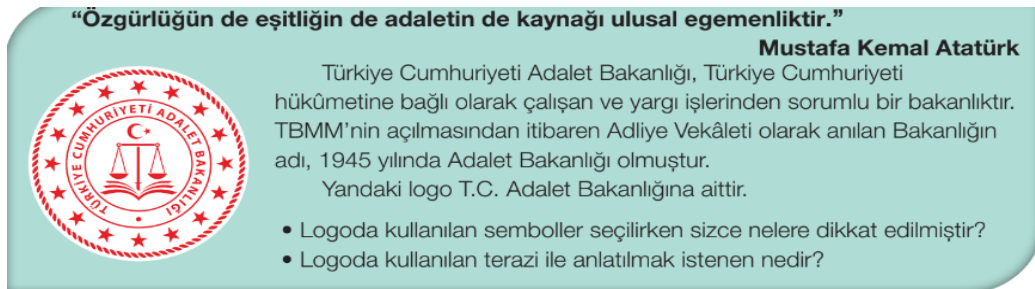 “Özgürlüğün de eşitliğin de adaletin de kaynağı ulusal egemenliktir.”
Mustafa Kemal Atatürk
Türkiye Cumhuriyeti Adalet Bakanlığı, Türkiye Cumhuriyeti
hükûmetine bağlı olarak çalışan ve yargı işlerinden sorumlu bir bakanlıktır.
TBMM’nin açılmasından itibaren Adliye Vekâleti olarak anılan Bakanlığın
adı, 1945 yılında Adalet Bakanlığı olmuştur.
Yandaki logo T.C. Adalet Bakanlığına aittir.
• Logoda kullanılan semboller seçilirken sizce nelere dikkat edilmiştir?
• Logoda kullanılan terazi ile anlatılmak istenen nedir?
TÜRKİYE CUMHURİYETİ ADALET BAKANLIĞI